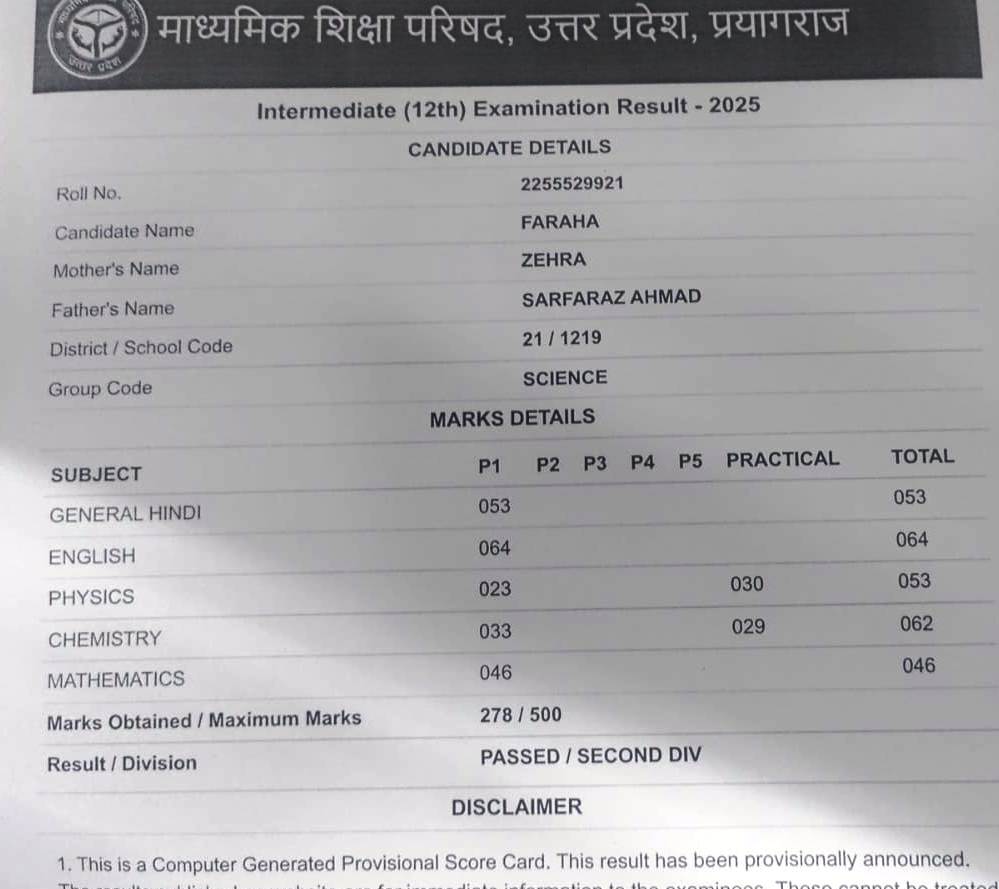 माध्यमिक शिक्षा परिषद, उत्तर प्रदेश, प्रयागराज
उत्तर प्रदेश
Intermediate (12th) Examination Result - 2025
CANDIDATE DETAILS
Roll No. 2255529921
Candidate Name FARAHA
Mother's Name ZEHRA
Father's Name SARFARAZ AHMAD
District / School Code 21 / 1219
Group Code SCIENCE
MARKS DETAILS
SUBJECT P1 P2 P3 P4 P5 PRACTICAL TOTAL
GENERAL HINDI 053 053
ENGLISH 064 064
PHYSICS 023 030 053
CHEMISTRY 033 029 062
MATHEMATICS 046 046
Marks Obtained / Maximum Marks 278 / 500
Result / Division PASSED / SECOND DIV
DISCLAIMER
1. This is a Computer Generated Provisional Score Card. This result has been provisionally announced.